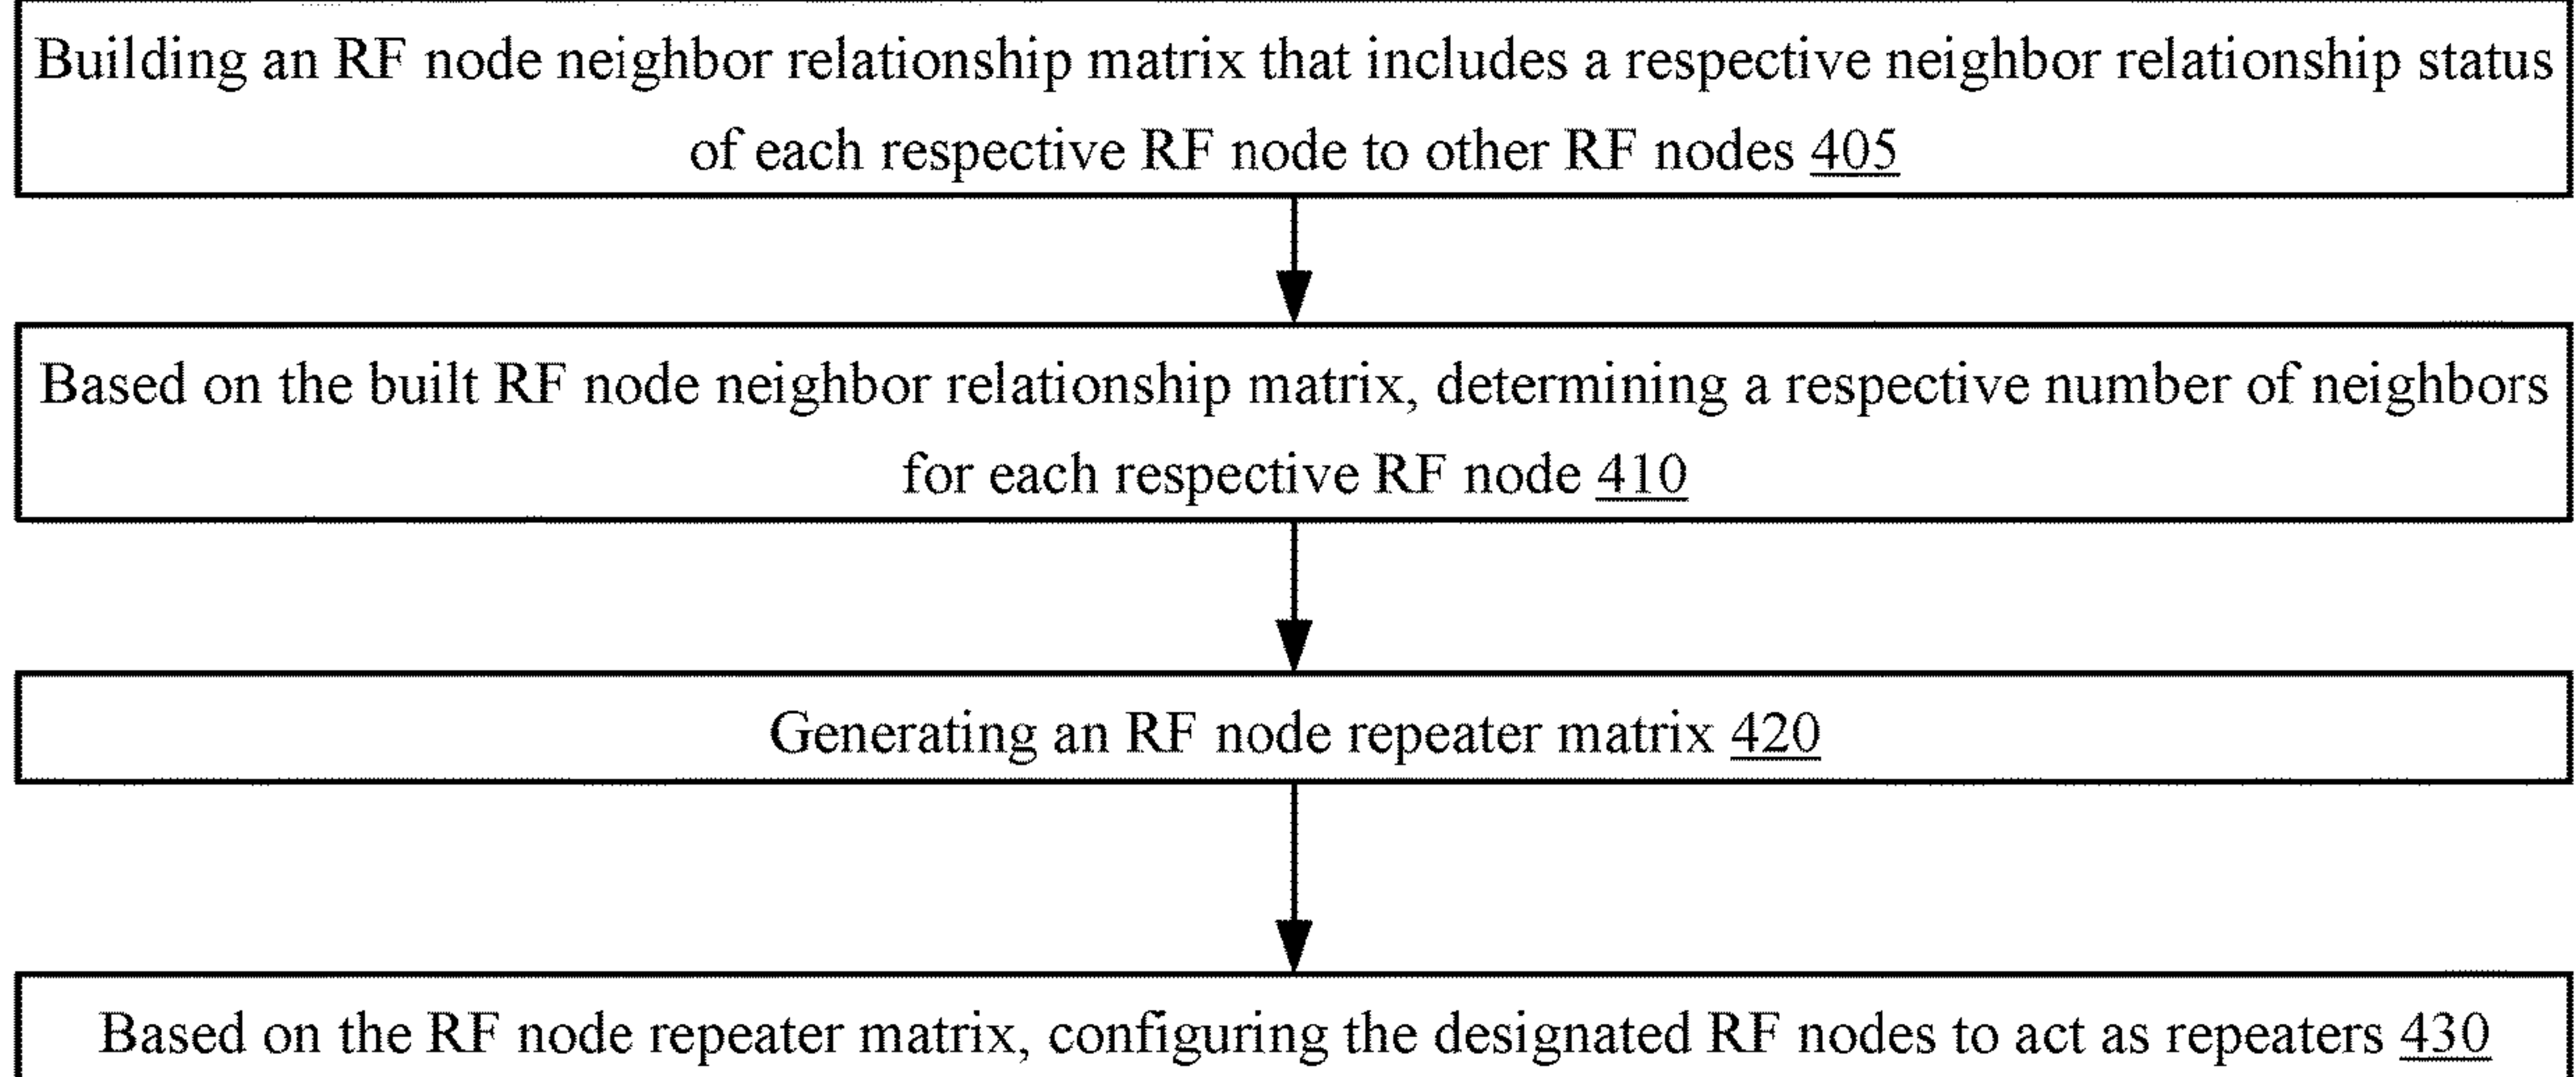 Building an RF node neighbor relationship matrix that includes a respective neighbor relationship status
of each respective RF node to other RF nodes 405
Based on the built RF node neighbor relationship matrix, determining a respective number of neighbors
for each respective RF node 410
Generating an RF node repeater matrix 420
Based on the RF node repeater matrix, configuring the designated RF nodes to act as repeaters 430